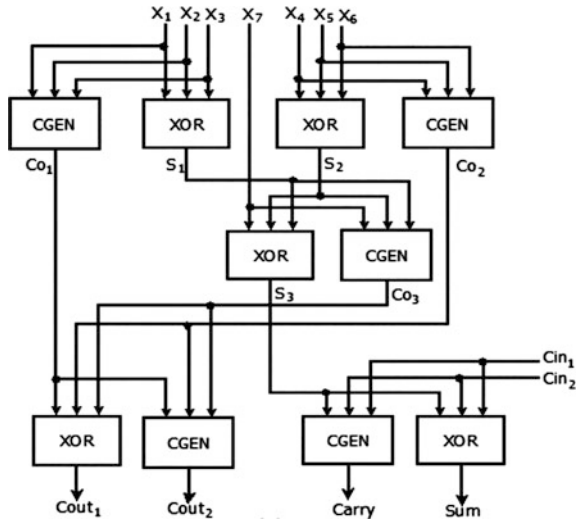 X₁ X₂ X₃ X₇ X₄ X₅ X₆
CGEN XOR XOR CGEN
Co₁ S₁ S₂ Co₂
XOR CGEN
S₃ Co₃
Cin₁
Cin₂
XOR CGEN CGEN XOR
Cout₁ Cout₂ Carry Sum